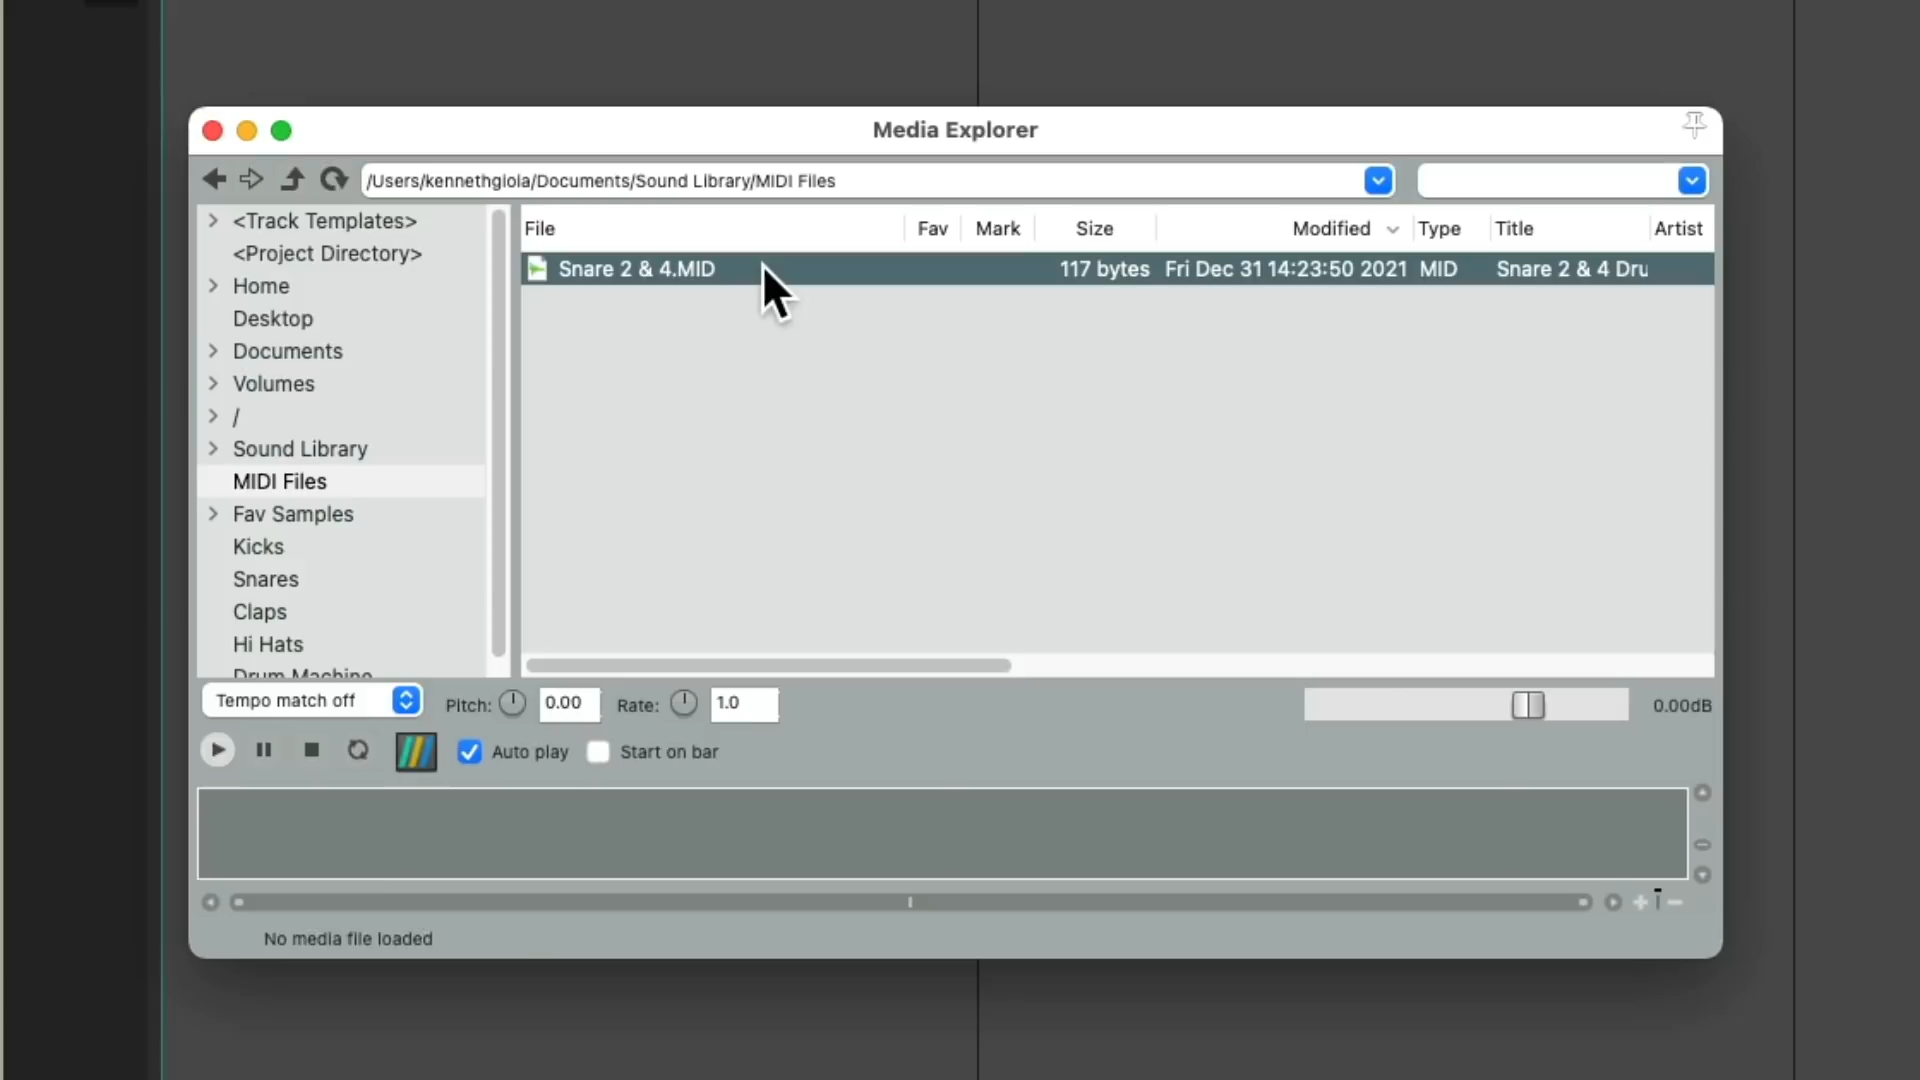 Media Explorer
/Users/kennethgioia/Documents/Sound Library/MIDI Files
<Track Templates>
<Project Directory>
Home
Desktop
Documents
Volumes
/
Sound Library
MIDI Files
Fav Samples
Kicks
Snares
Claps
Hi Hats
Drum Machine
File Fav Mark Size Modified Type Title Artist
Snare 2 & 4.MID 117 bytes Fri Dec 31 14:23:50 2021 MID Snare 2 & 4 Dru
Tempo match off Pitch: 0.00 Rate: 1.0 0.00dB
Auto play Start on bar
No media file loaded